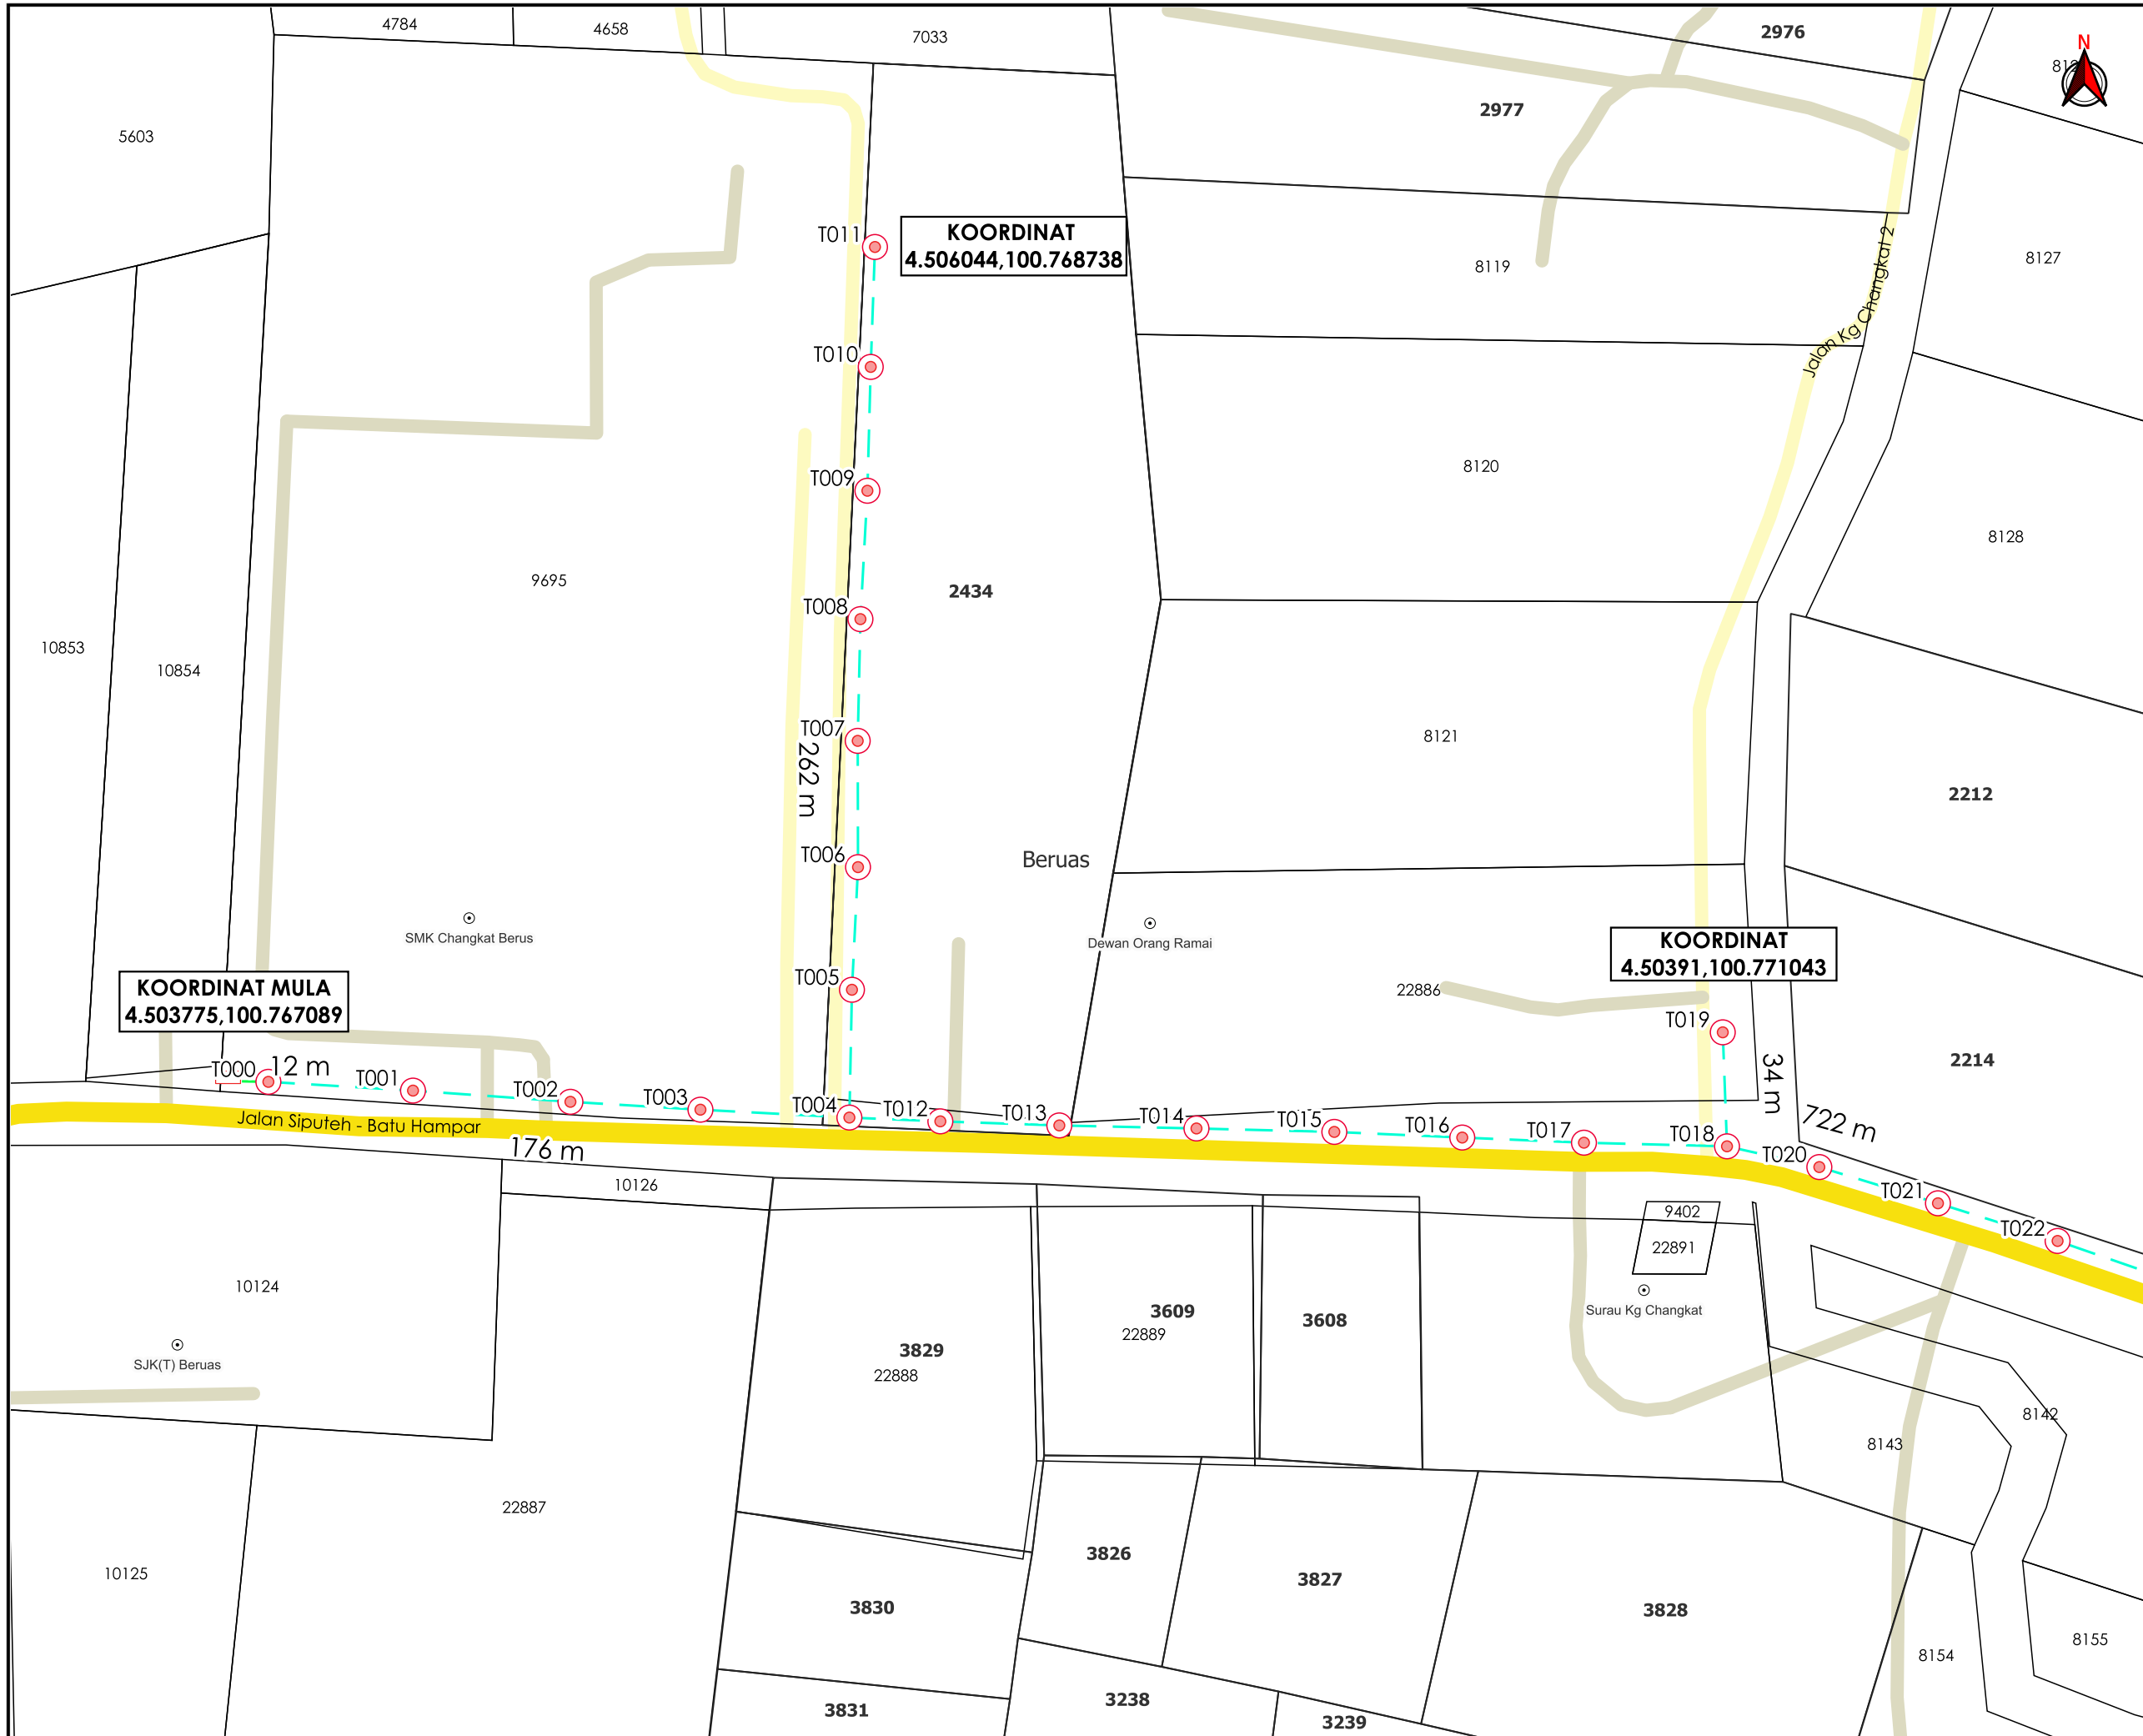 4784
4658
7033
2976
N
5603
2977
T011
KOORDINAT
4.506044,100.768738
8119
Jalan Kg Changkat 2
8127
T010
8120
T009
8128
9695
2434
T008
10853
10854
T007
262 m
8121
2212
T006
Beruas
SMK Changkat Berus
Dewan Orang Ramai
KOORDINAT
4.50391,100.771043
KOORDINAT MULA
4.503775,100.767089
T005
22886
T019
2214
T000
12 m
T001
T002
T003
T004
T012
T013
T014
T015
T016
T017
T018
34 m
722 m
T020
T021
T022
Jalan Siputeh - Batu Hampar
176 m
10126
9402
22891
10124
3609
22889
3608
Surau Kg Changkat
SJK(T) Beruas
3829
22888
8142
8143
22887
10125
3826
3827
3830
3828
8155
8154
3238
3831
3239